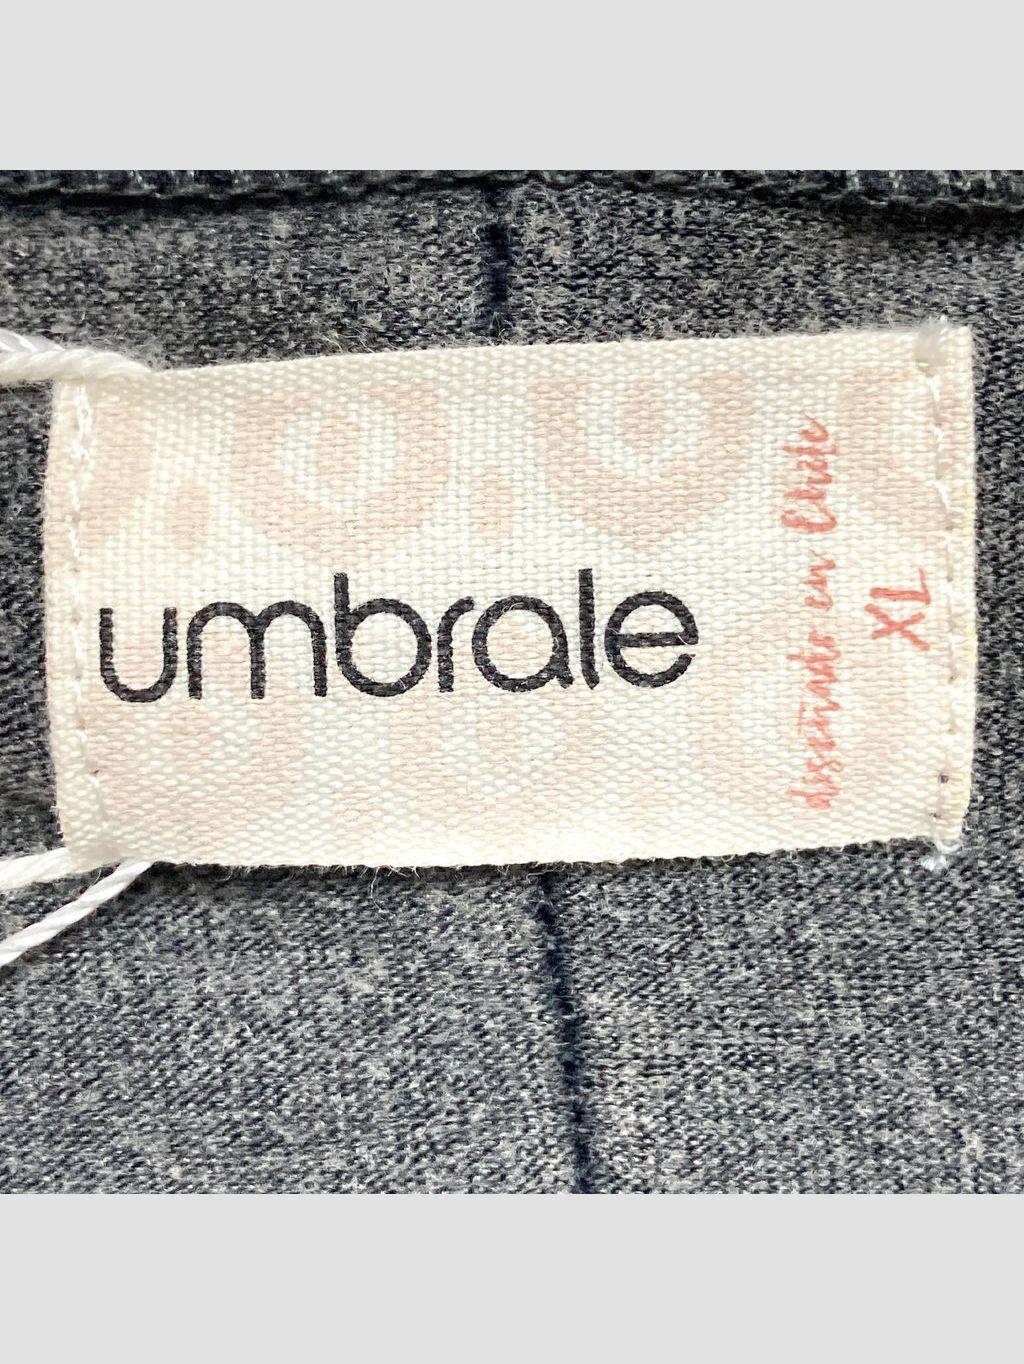 umbrale
diseñado en Chile
XL